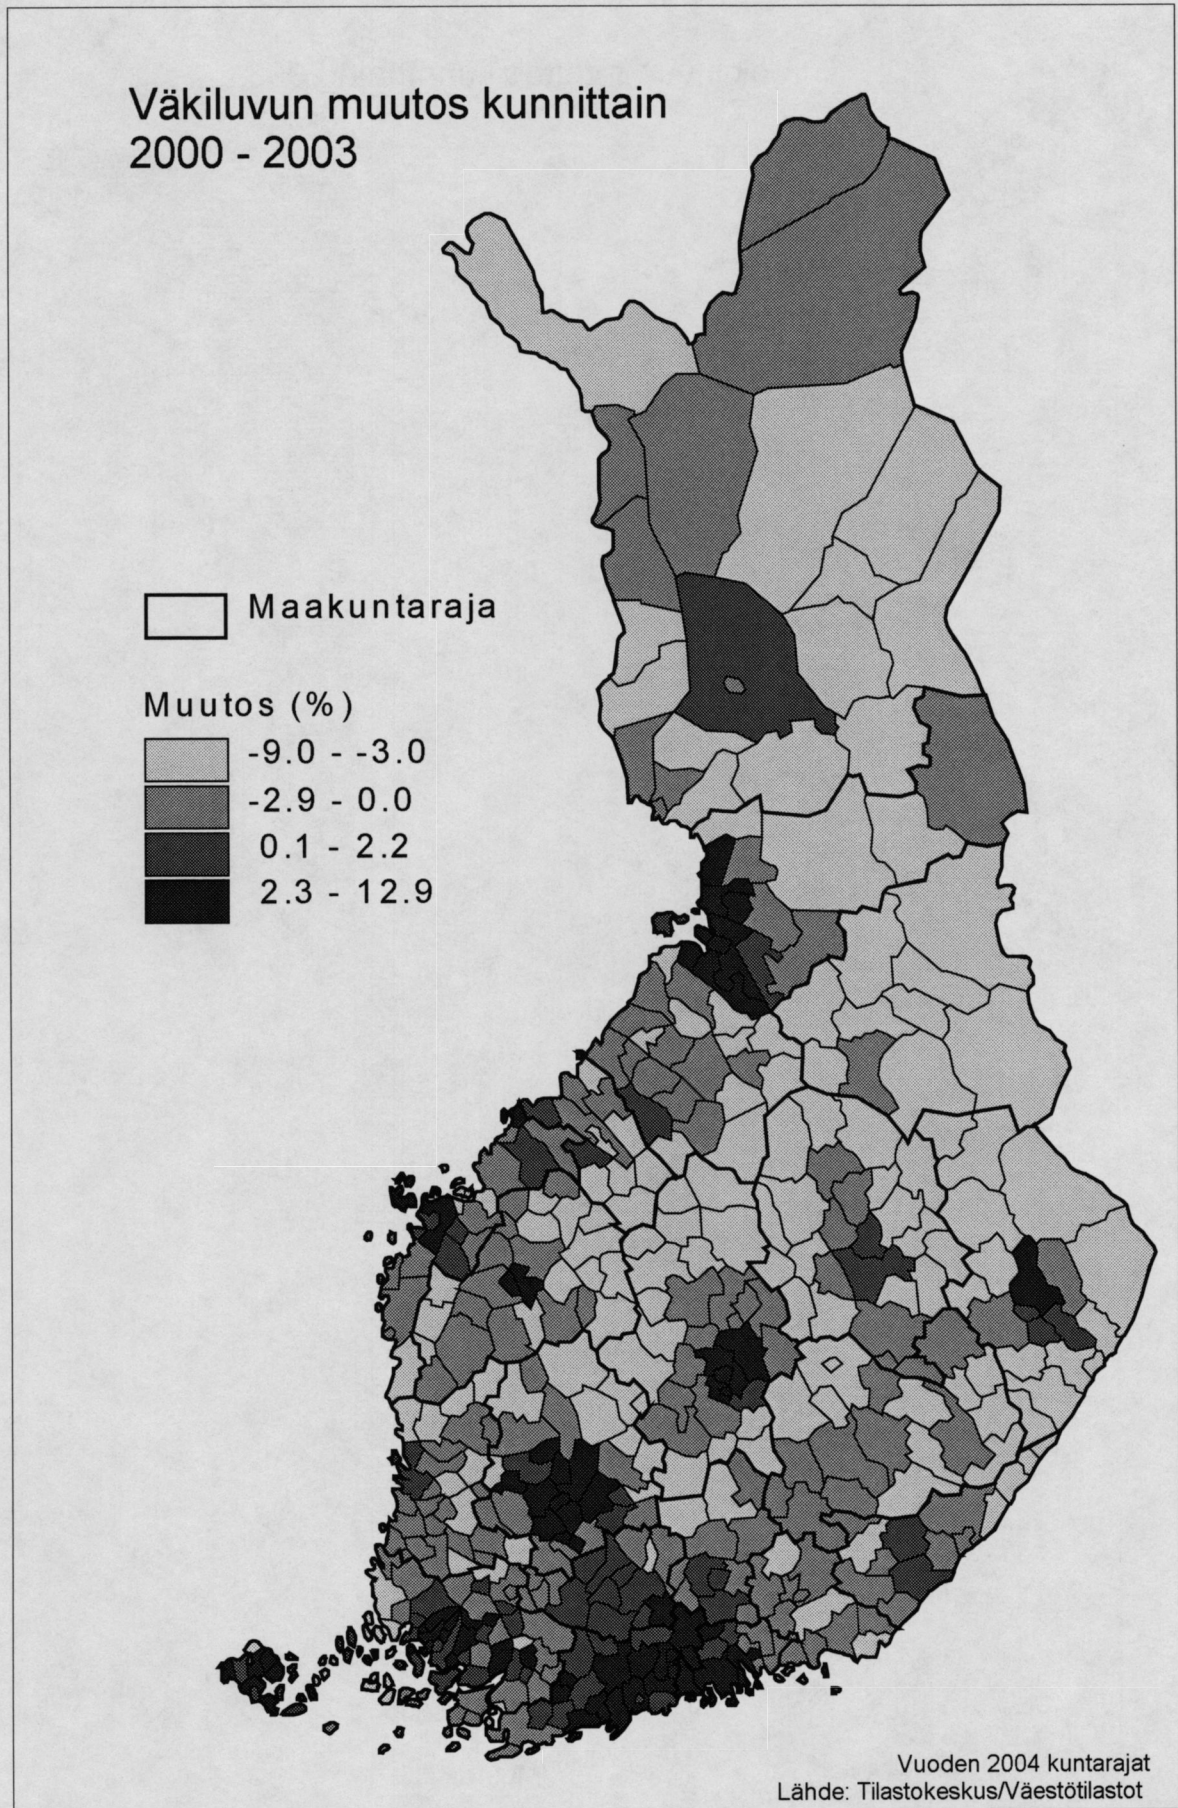 Väkiluvun muutos kunnittain
2000 - 2003
Maakuntaraja
Muutos (%)
-9.0 - -3.0
-2.9 - 0.0
0.1 - 2.2
2.3 - 12.9
Vuoden 2004 kuntarajat
Lähde: Tilastokeskus/Väestötilastot